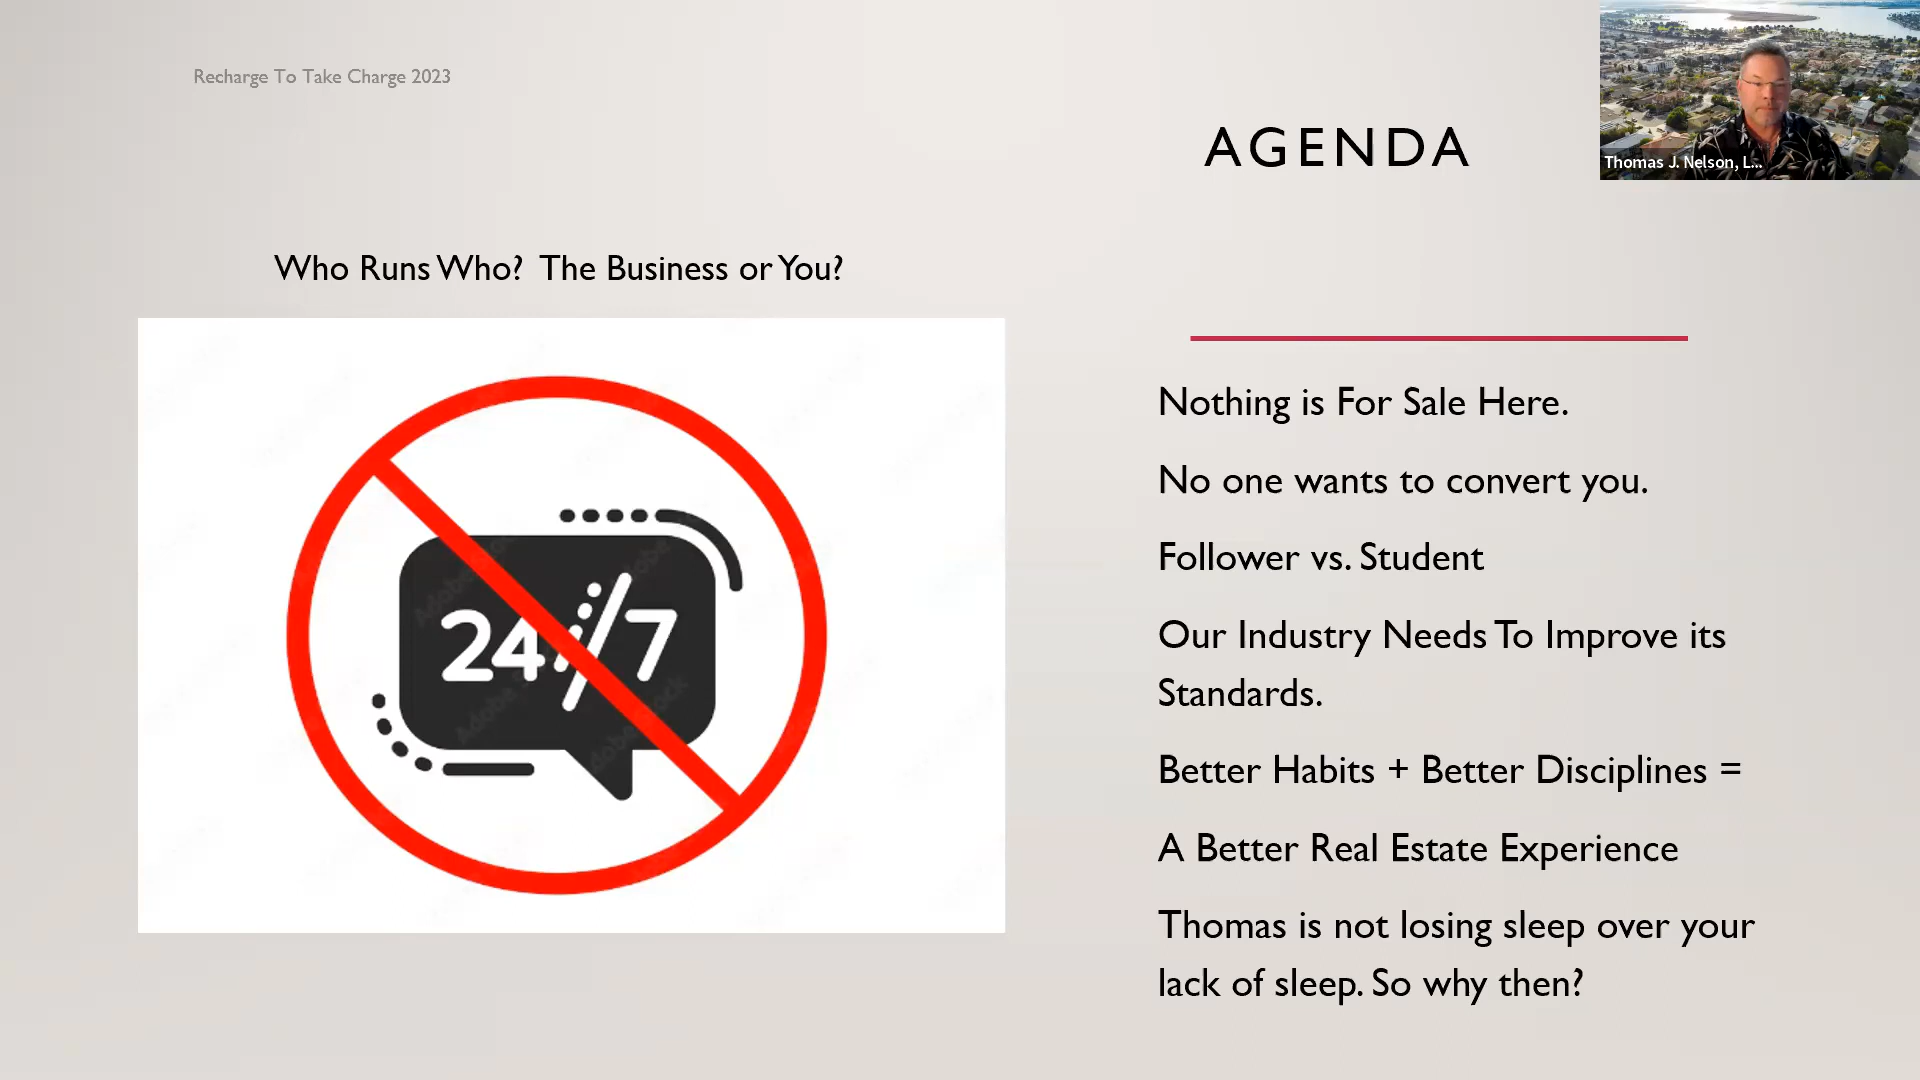 Recharge To Take Charge 2023
AGENDA
Thomas J. Nelson, L...
Who Runs Who? The Business or You?
24/7
Nothing is For Sale Here.
No one wants to convert you.
Follower vs. Student
Our Industry Needs To Improve its
Standards.
Better Habits + Better Disciplines =
A Better Real Estate Experience
Thomas is not losing sleep over your
lack of sleep. So why then?